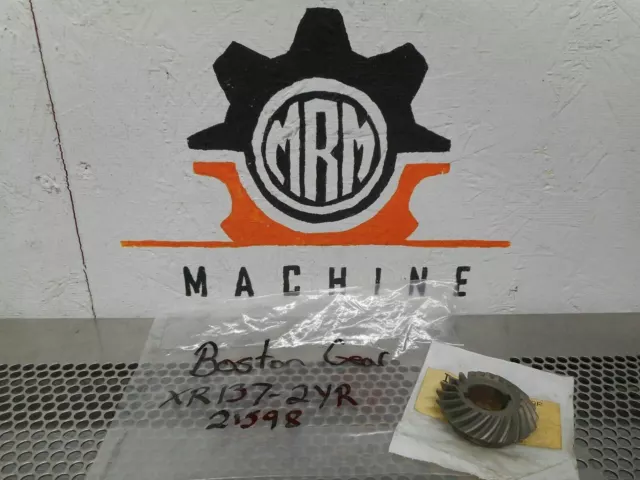 MRM
MACHINE
Boston Gear
XR137-2YR
21598